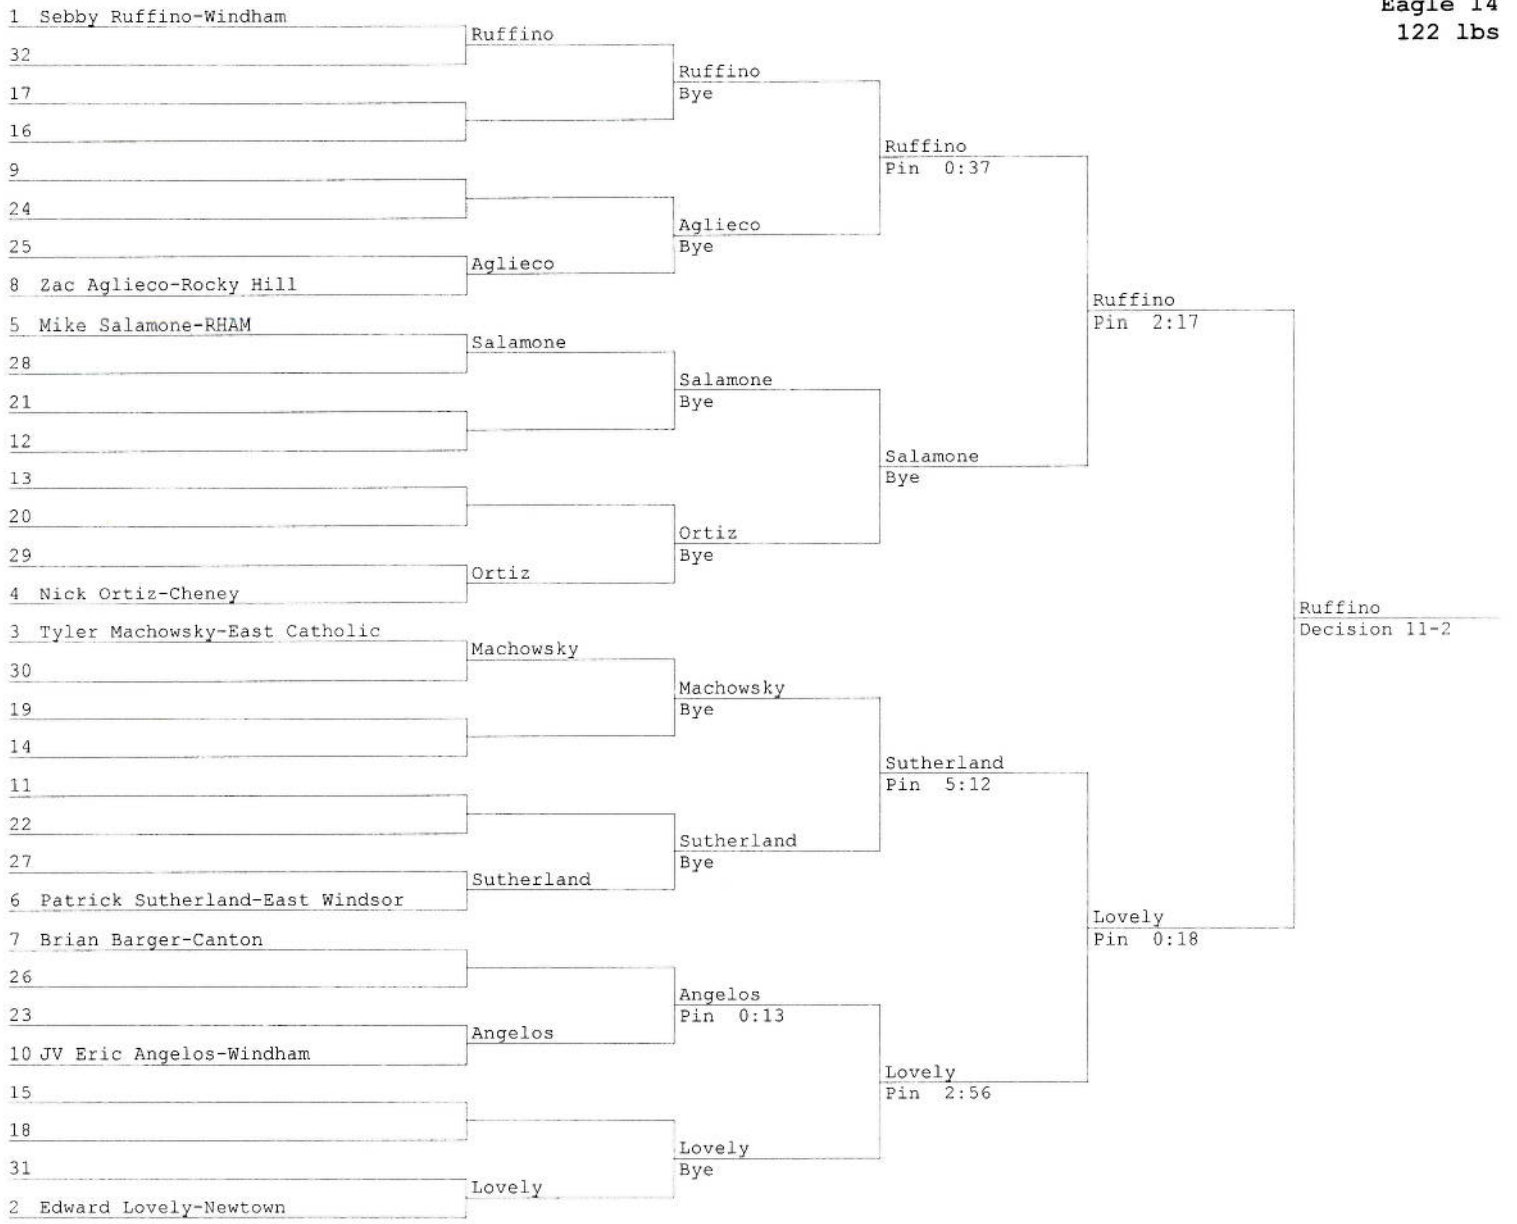 Eagle 14
122 lbs
1 Sebby Ruffino-Windham
Ruffino
32
Ruffino
Bye
17
16
Ruffino
Pin 0:37
9
24
Aglieco
Bye
25
Aglieco
8 Zac Aglieco-Rocky Hill
Ruffino
Pin 2:17
5 Mike Salamone-RHAM
Salamone
28
Salamone
Bye
21
12
Salamone
Bye
13
20
Ortiz
Bye
29
Ortiz
4 Nick Ortiz-Cheney
Ruffino
Decision 11-2
3 Tyler Machowsky-East Catholic
Machowsky
30
Machowsky
Bye
19
14
Sutherland
Pin 5:12
11
22
Sutherland
Bye
27
Sutherland
6 Patrick Sutherland-East Windsor
Lovely
Pin 0:18
7 Brian Barger-Canton
26
Angelos
Pin 0:13
23
Angelos
10 JV Eric Angelos-Windham
Lovely
Pin 2:56
15
18
Lovely
Bye
31
Lovely
2 Edward Lovely-Newtown